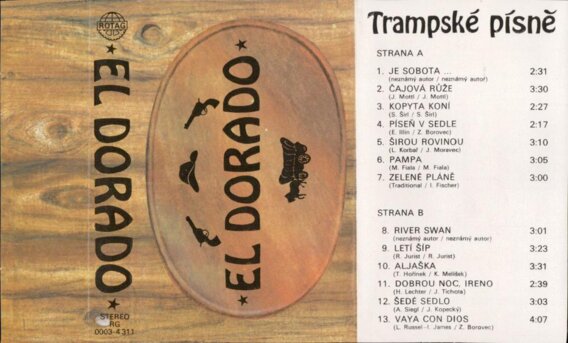 ROTAG
EL DORADO
STEREO
RG
0003-4311
EL DORADO
Trampské písně
STRANA A
1. JE SOBOTA ... 2:31
(neznámý autor / neznámý autor)
2. ČAJOVÁ RŮŽE 3:30
(J. Mottl / J. Mottl)
3. KOPYTA KONÍ 2:27
(S. Širl / S. Širl)
4. PÍSEŇ V SEDLE 2:17
(E. Illin / Z. Borovec)
5. ŠIROU ROVINOU 3:10
(L. Korbař / J. Moravec)
6. PAMPA 3:05
(M. Fiala / M. Fiala)
7. ZELENÉ PLÁNĚ 3:00
(Traditional / I. Fischer)
STRANA B
8. RIVER SWAN 3:01
(neznámý autor / neznámý autor)
9. LETÍ ŠÍP 3:23
(R. Jurist / R. Jurist)
10. ALJAŠKA 3:31
(T. Hořínek / K. Melíšek)
11. DOBROU NOC, IRENO 2:39
(H. Lechter / J. Tichota)
12. ŠEDÉ SEDLO 3:03
(A. Siegl / J. Kopecký)
13. VAYA CON DIOS 4:07
(L. Russel - I. James / Z. Borovec)